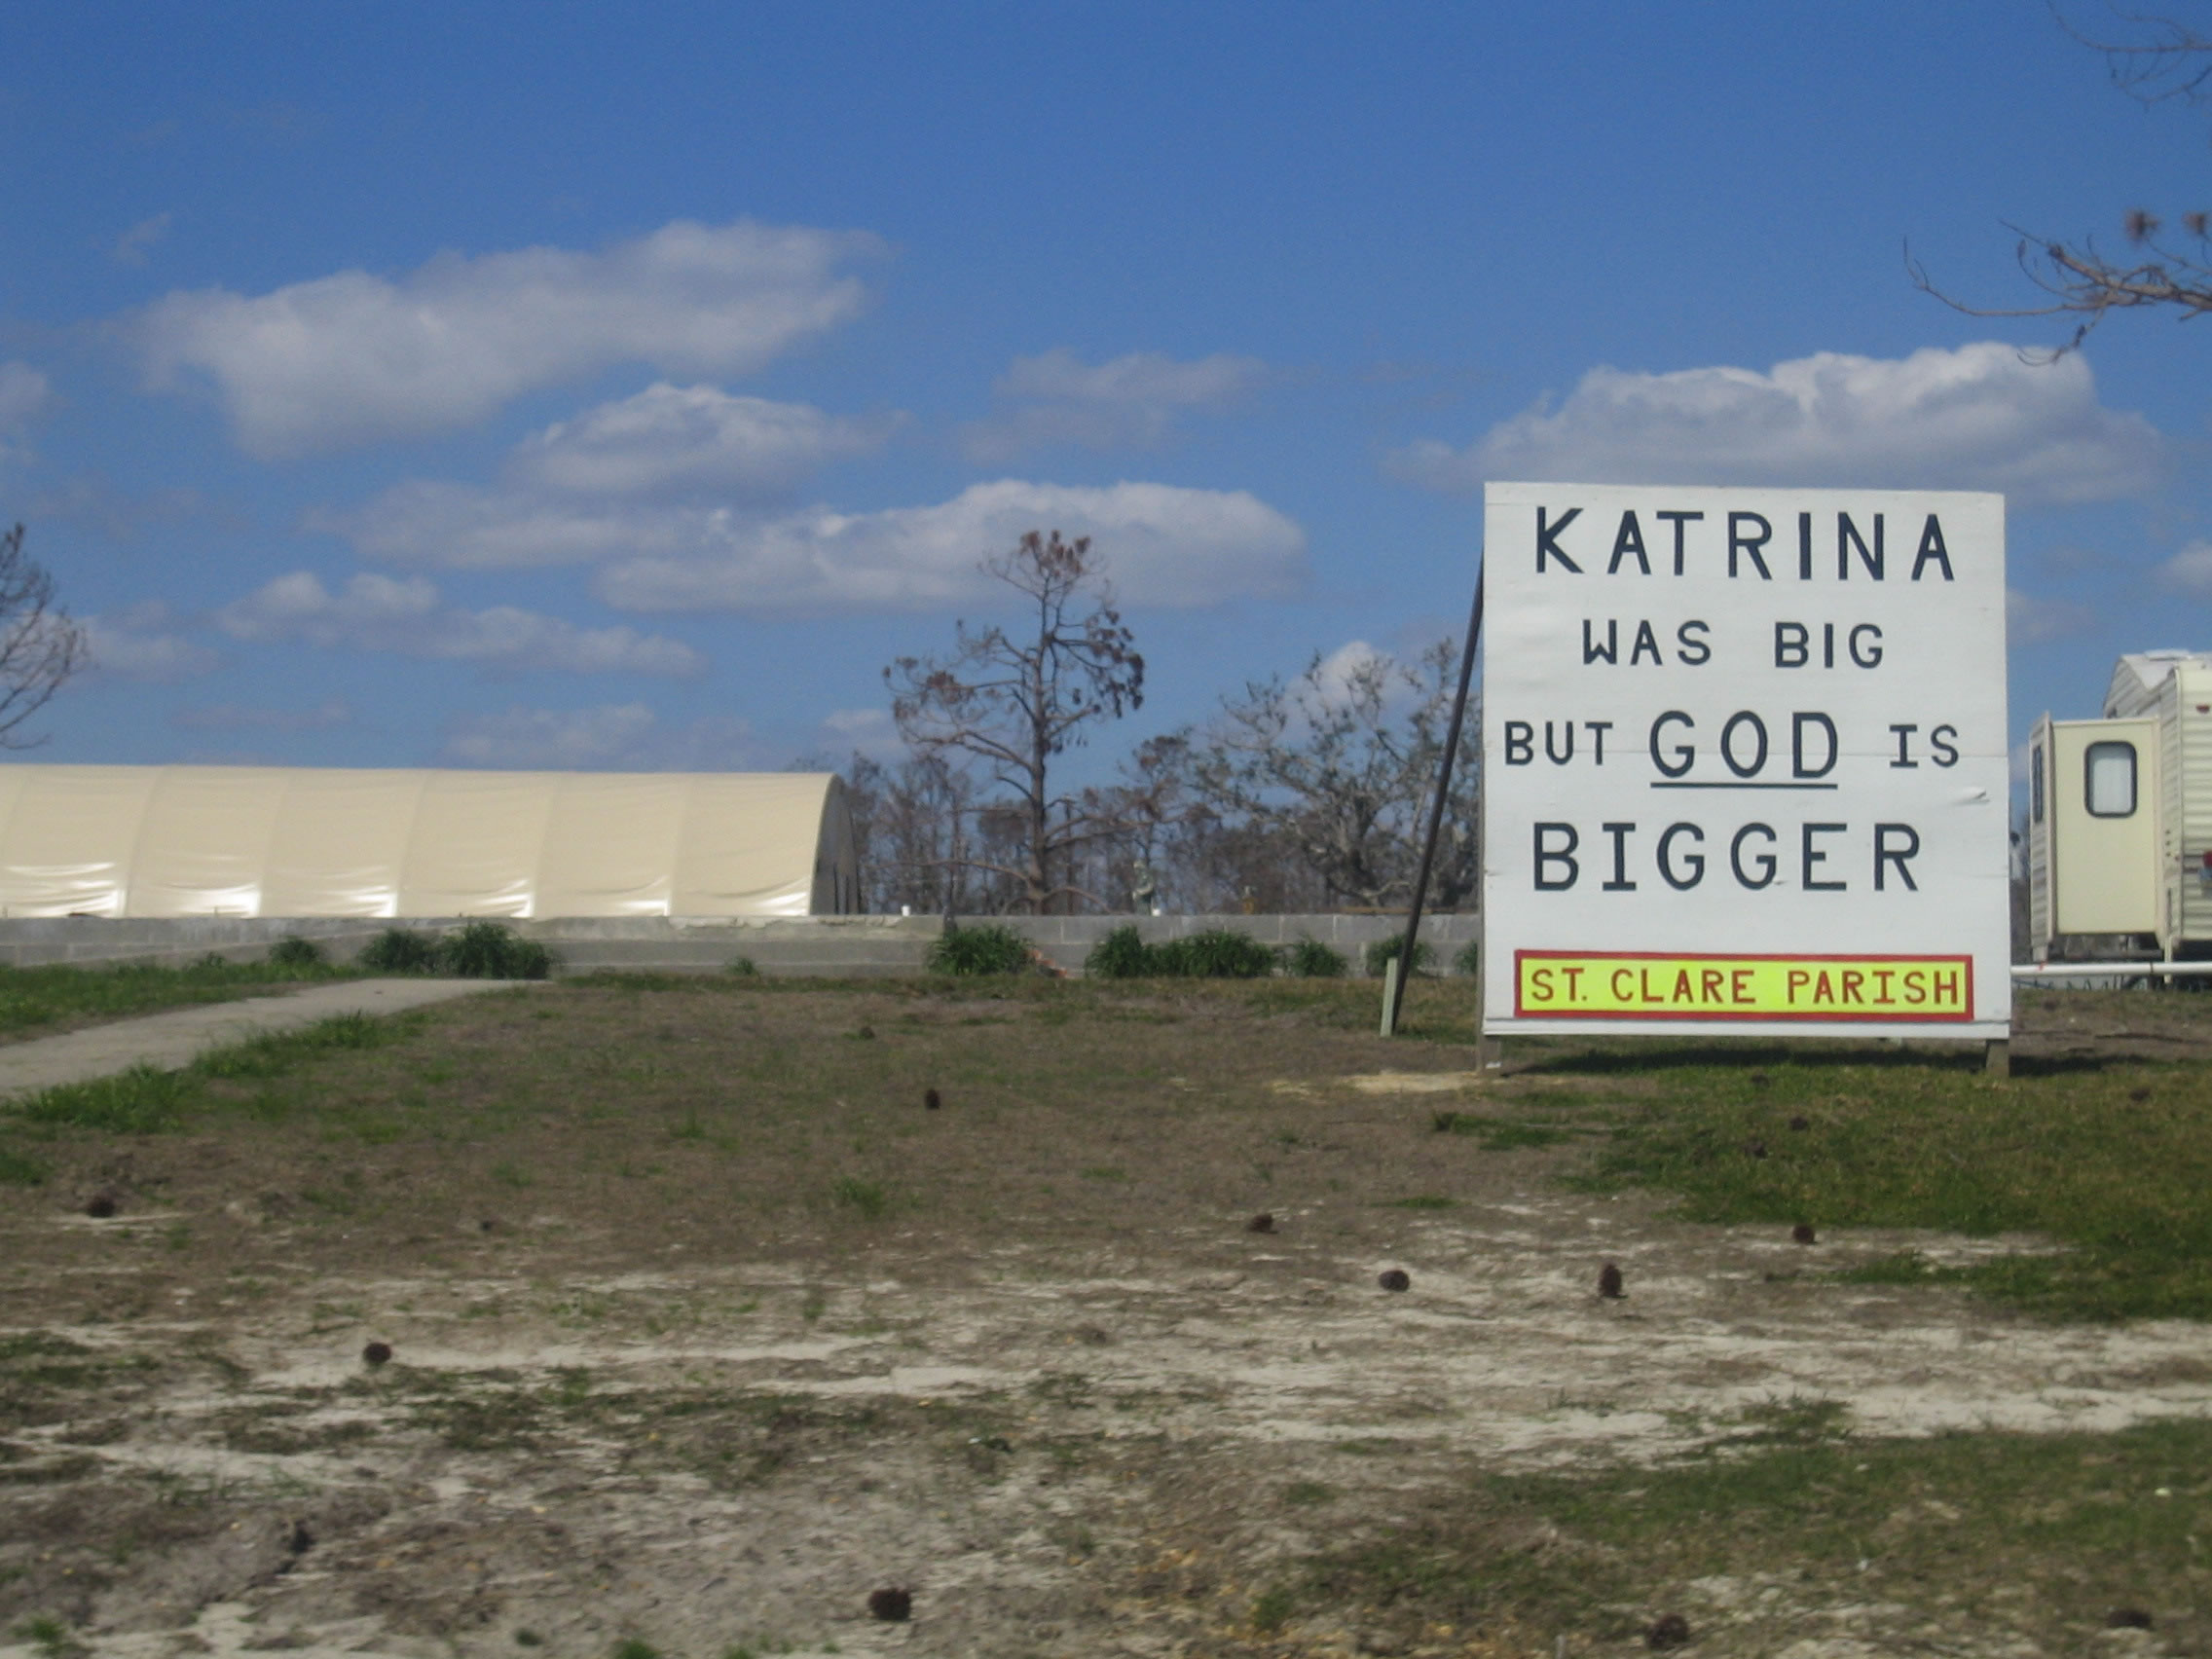 KATRINA
WAS BIG
BUT GOD IS
BIGGER
ST. CLARE PARISH